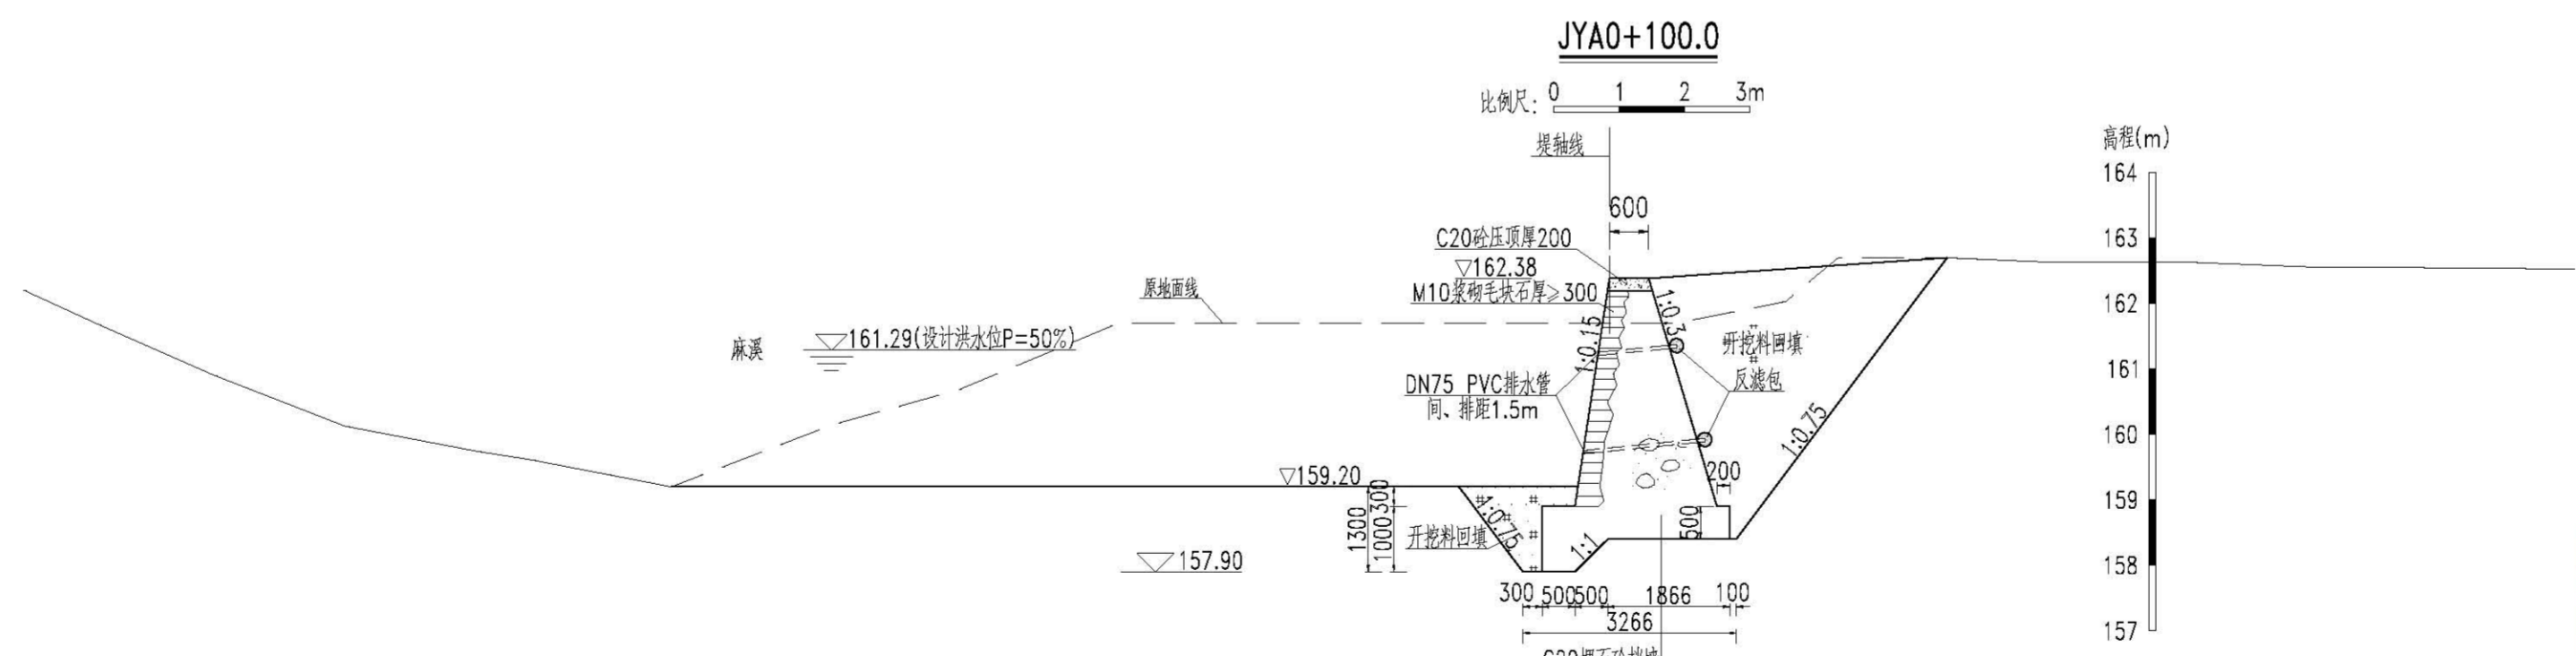 JYA0+100.0
比例尺: 0 1 2 3m
堤轴线
高程(m)
164
163
162
161
160
159
158
157
600
C20砼压顶厚200
▽162.38
M10浆砌毛块石厚≥300
原地面线
麻溪
▽161.29(设计洪水位P=50%)
1:0.15
1:0.3
开挖料回填
反滤包
DN75 PVC排水管
间、排距1.5m
1:0.75
200
▽159.20
300
1300
1000
500
1:0.75
开挖料回填
1:1
▽157.90
300 500 500 1866 100
3266